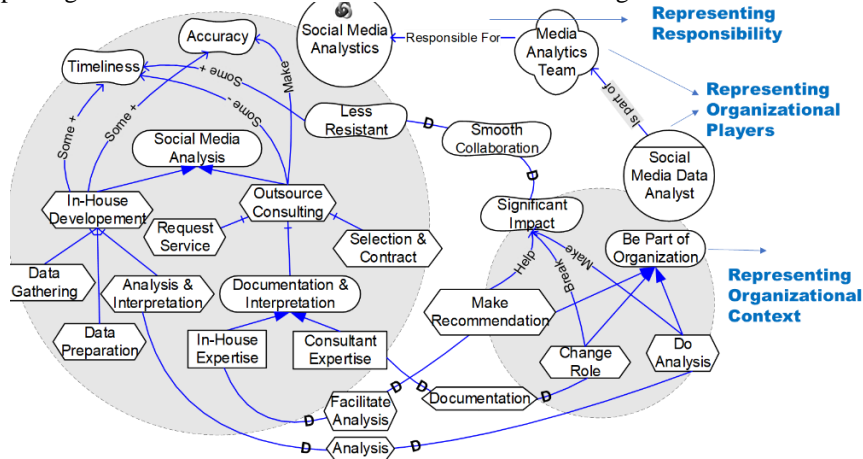 Social Media
Analystics
Responsible For
Media
Analytics
Team
Representing
Responsibility
Accuracy
Timeliness
Some +
Some -
Make
Some +
Some +
Less
Resistant
D
Smooth
Collaboration
D
Is part of
Representing
Organizational
Players
Social Media
Analysis
Social
Media Data
Analyst
In-House
Developement
Outsource
Consulting
Significant
Impact
Request
Service
Selection &
Contract
Be Part of
Organization
Help
Break
Make
Data
Gathering
Analysis &
Interpretation
Documentation &
Interpretation
Make
Recommendation
Representing
Organizational
Context
Data
Preparation
In-House
Expertise
Consultant
Expertise
Change
Role
Do
Analysis
D
D
Facilitate
Analysis
Documentation
D
D
D
Analysis
D